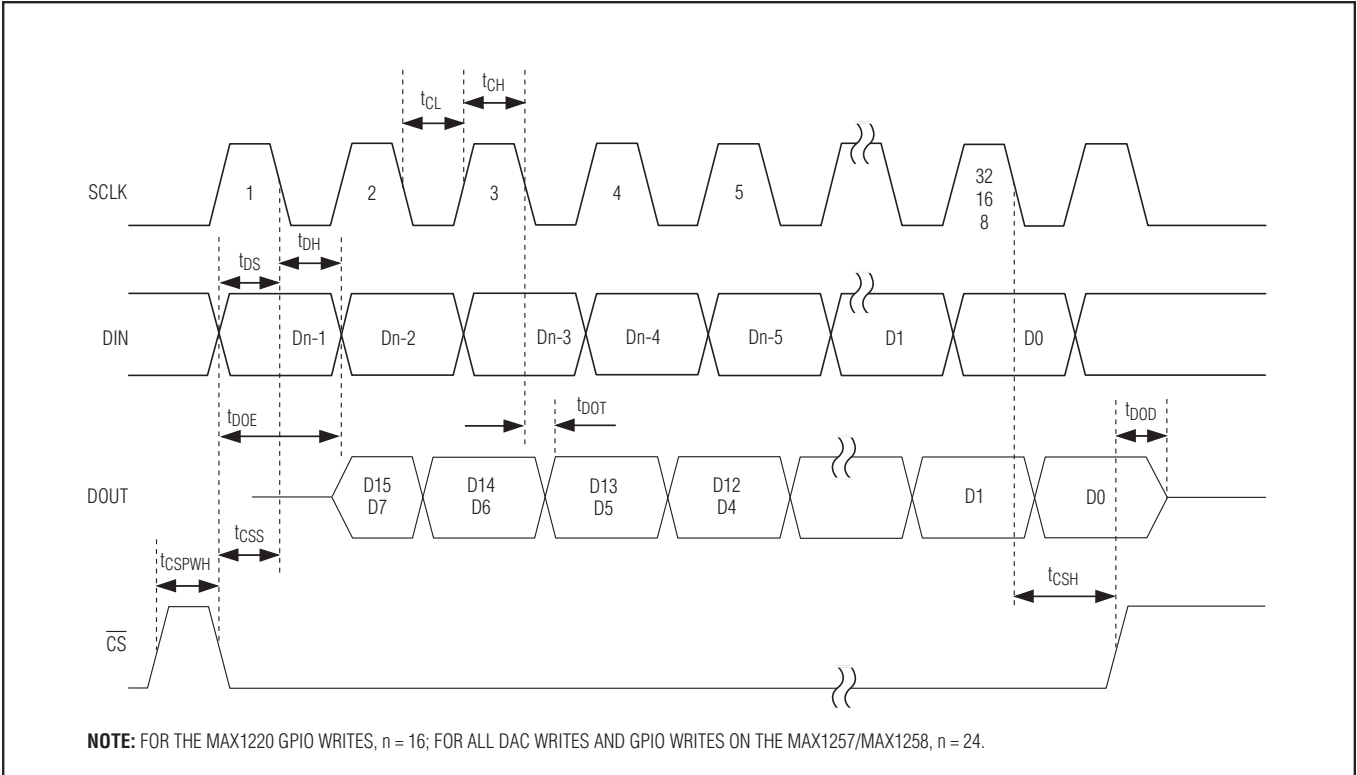 tCL
tCH
SCLK
1
2
3
4
5
32
16
8
tDS
tDH
DIN
Dn-1
Dn-2
Dn-3
Dn-4
Dn-5
D1
D0
tDOE
tDOT
tDOD
DOUT
D15
D7
D14
D6
D13
D5
D12
D4
D1
D0
tCSPWH
tCSS
tCSH
CS
NOTE: FOR THE MAX1220 GPIO WRITES, n = 16; FOR ALL DAC WRITES AND GPIO WRITES ON THE MAX1257/MAX1258, n = 24.